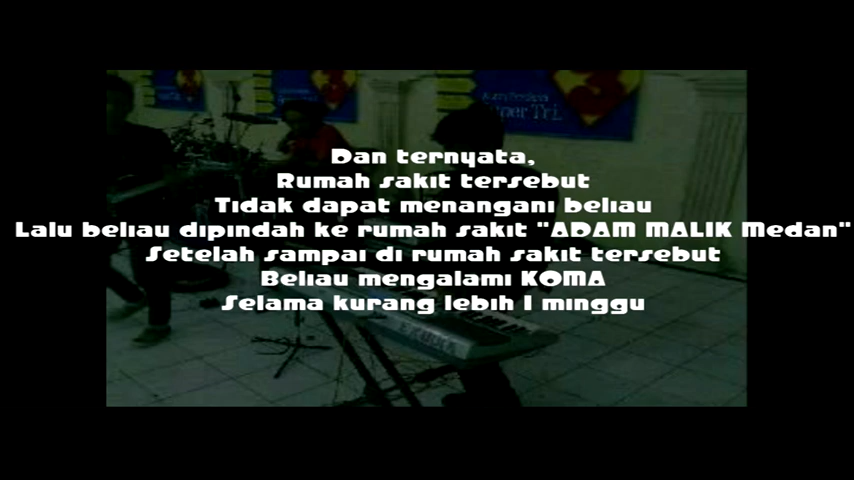 Dan ternyata,
Rumah sakit tersebut
Tidak dapat menangani beliau
Lalu beliau dipindah ke rumah sakit "ADAM MALIK Medan"
Setelah sampai di rumah sakit tersebut
Beliau mengalami KOMA
Selama kurang lebih 1 minggu